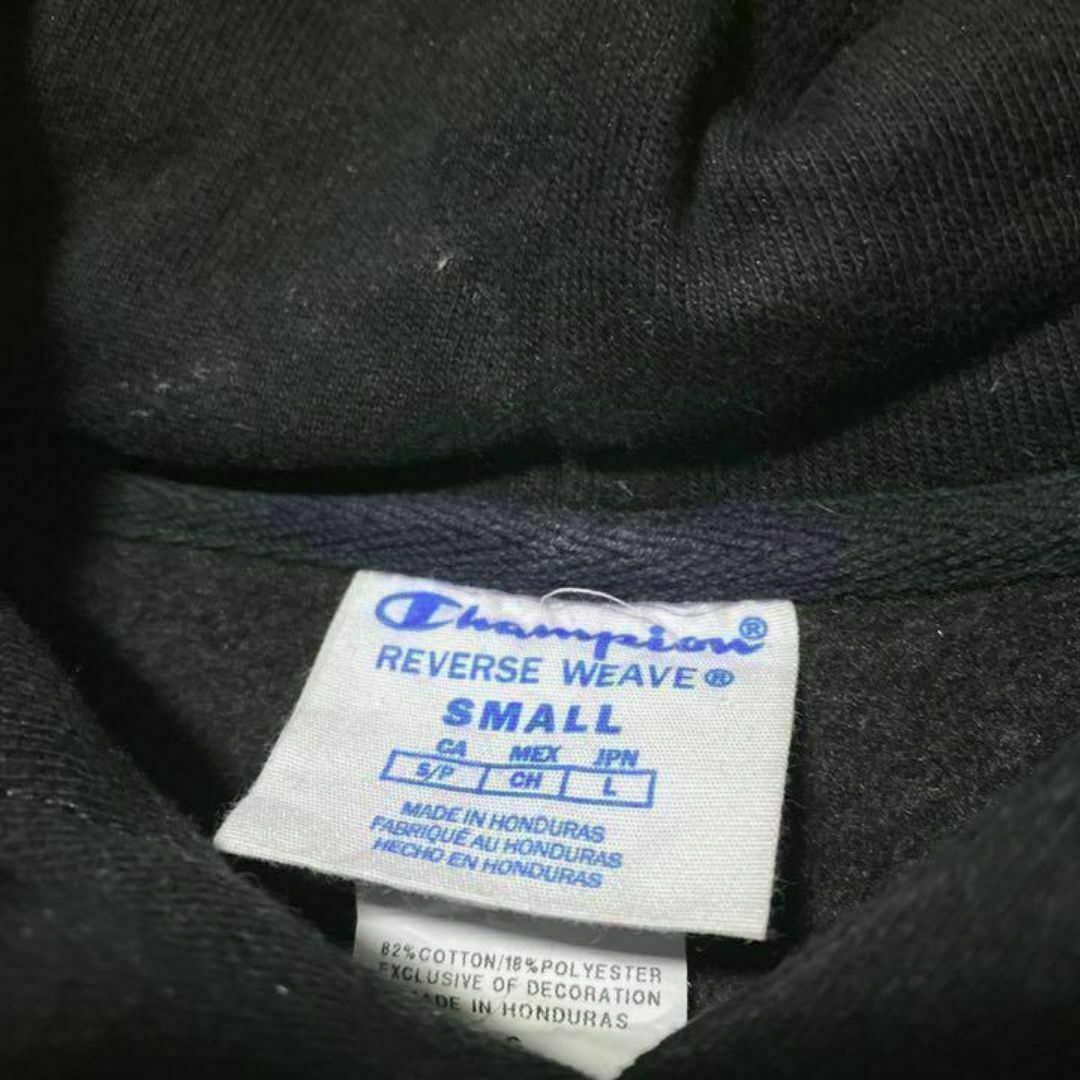 Champion®
REVERSE WEAVE®
SMALL
CA MEX JPN
S/P CH L
MADE IN HONDURAS
FABRIQUÉ AU HONDURAS
HECHO EN HONDURAS
82%COTTON/18%POLYESTER
EXCLUSIVE OF DECORATION
MADE IN HONDURAS